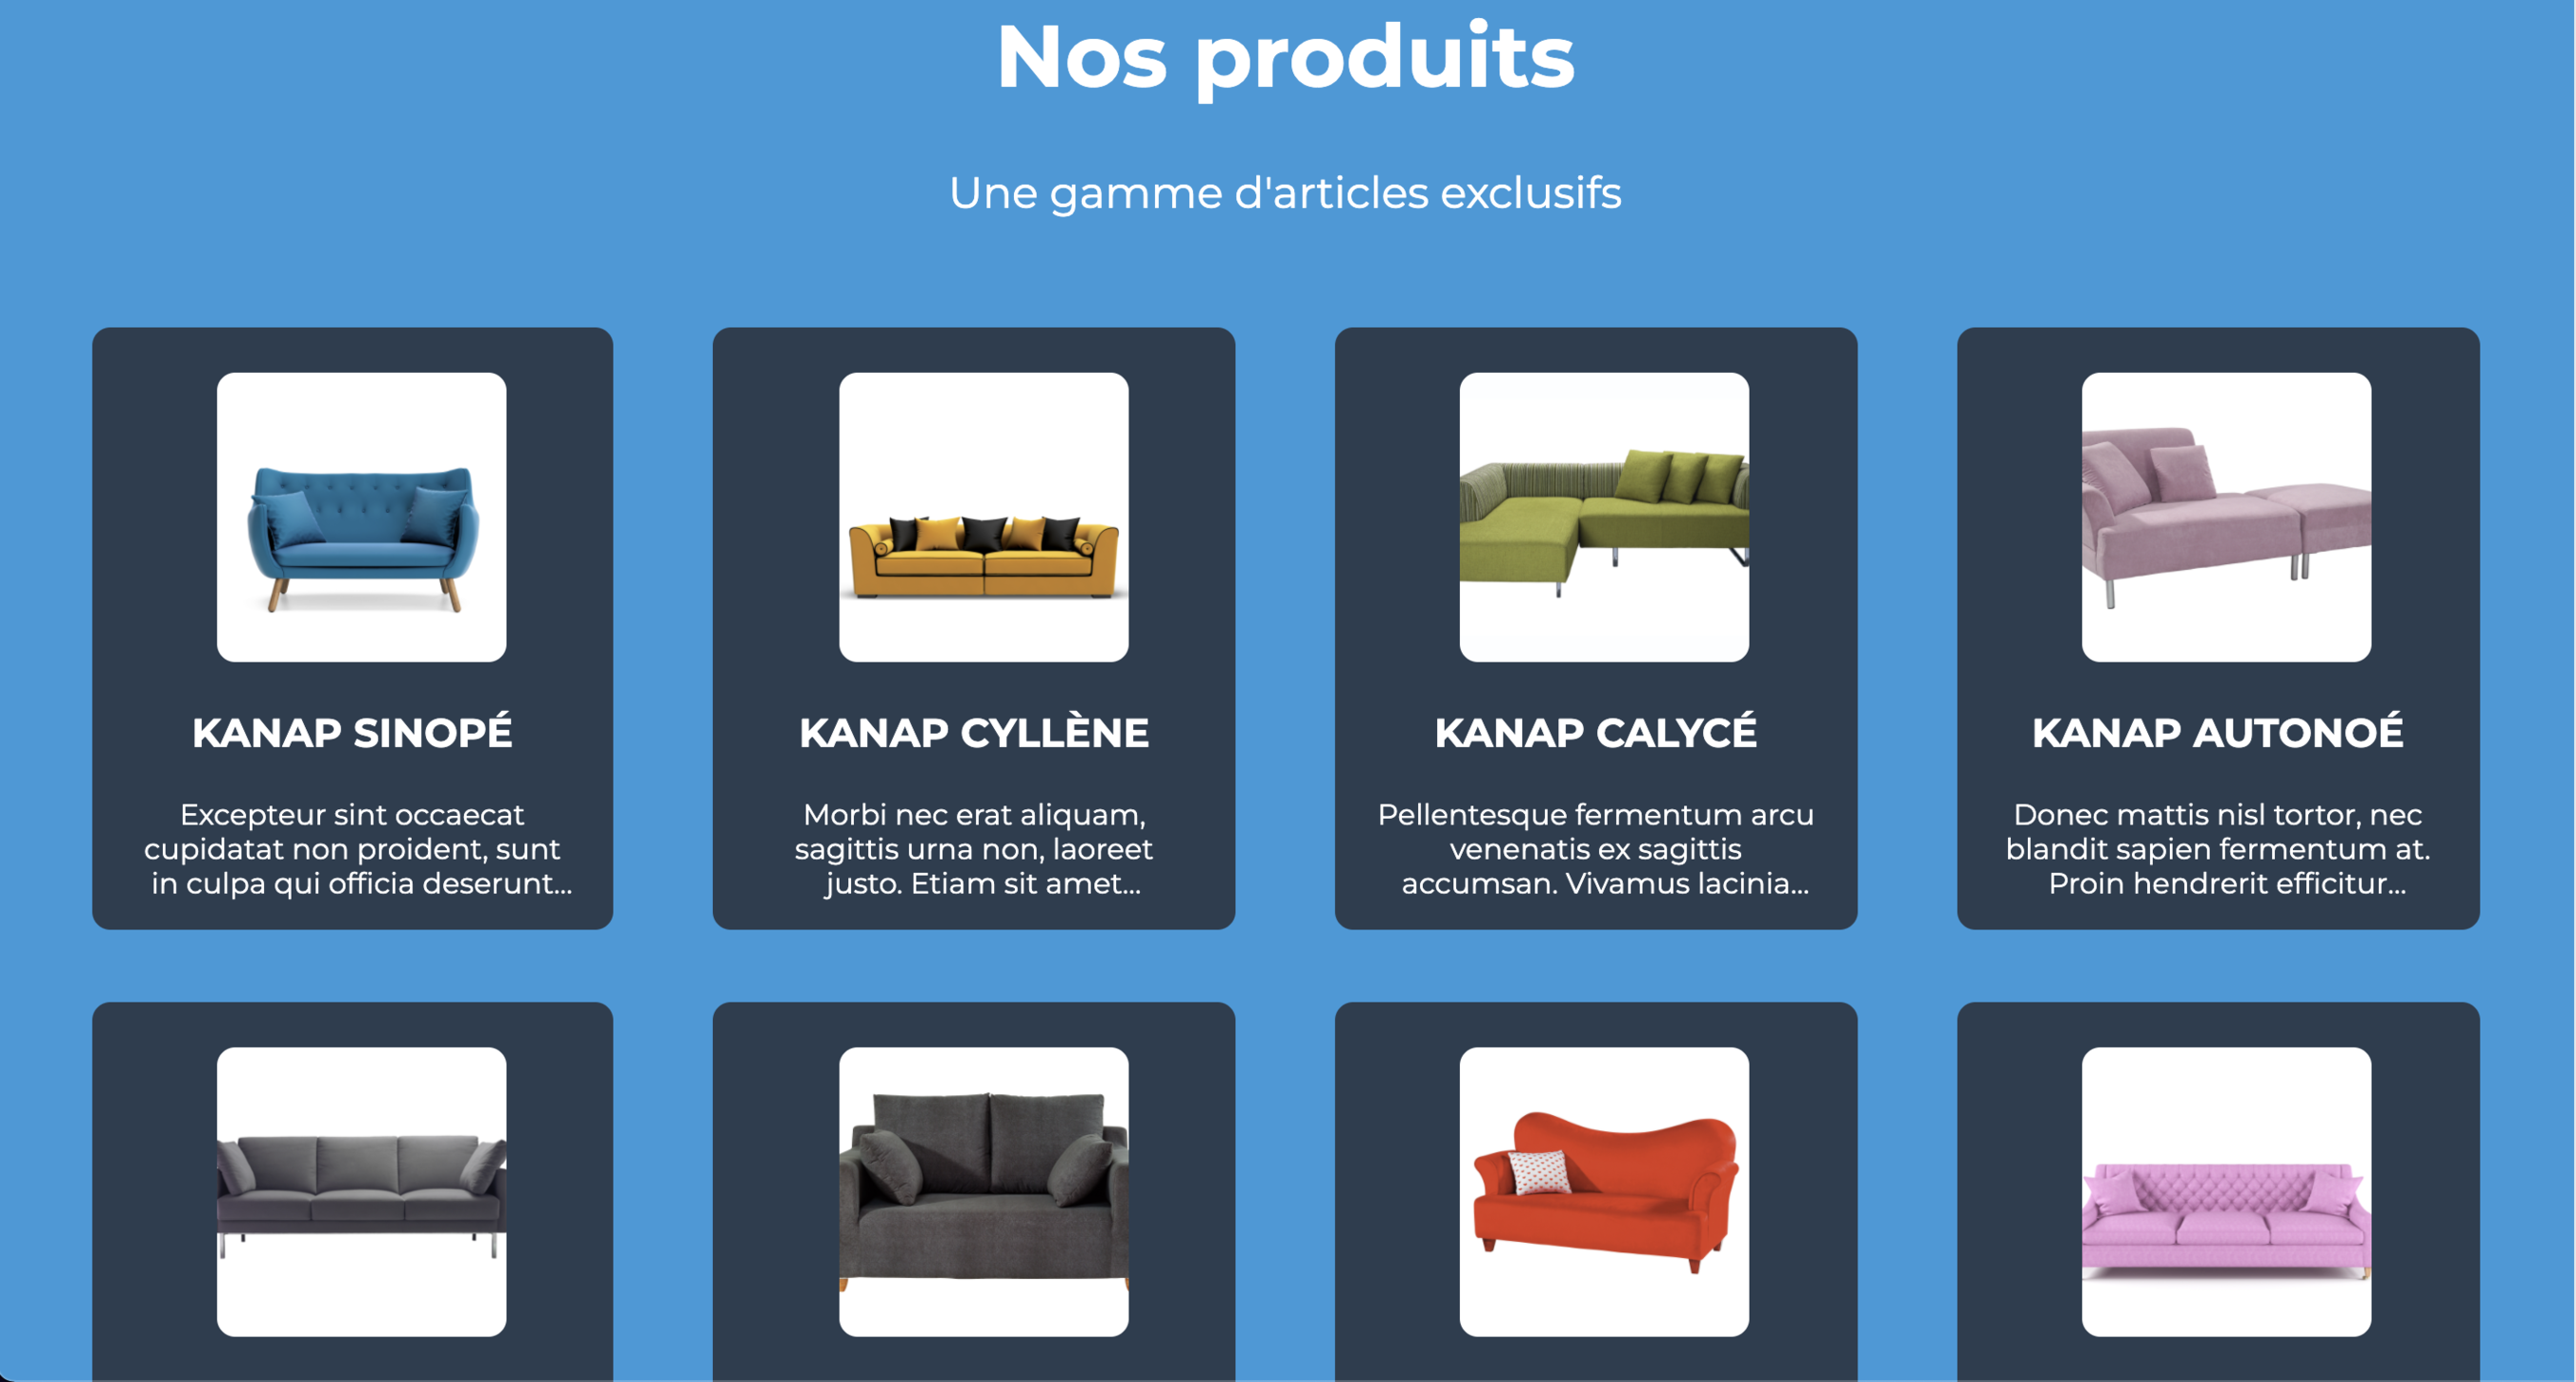 Nos produits
Une gamme d'articles exclusifs
KANAP SINOPÉ
Excepteur sint occaecat
cupidatat non proident, sunt
in culpa qui officia deserunt...
KANAP CYLLÈNE
Morbi nec erat aliquam,
sagittis urna non, laoreet
justo. Etiam sit amet...
KANAP CALYCÉ
Pellentesque fermentum arcu
venenatis ex sagittis
accumsan. Vivamus lacinia...
KANAP AUTONOÉ
Donec mattis nisl tortor, nec
blandit sapien fermentum at.
Proin hendrerit efficitur...